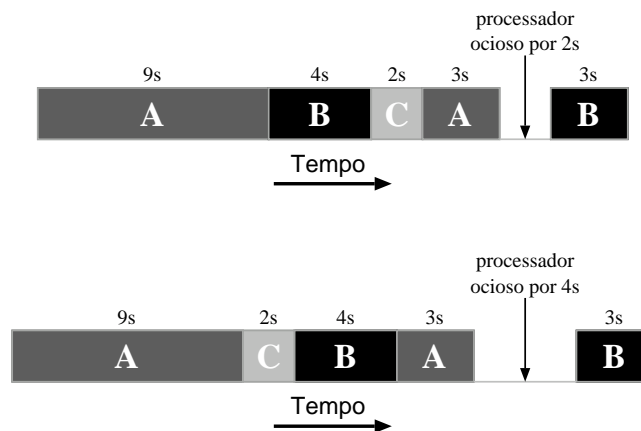 processador
ocioso por 2s
9s 4s 2s 3s 3s
A B C A B
Tempo
processador
ocioso por 4s
9s 2s 4s 3s 3s
A C B A B
Tempo